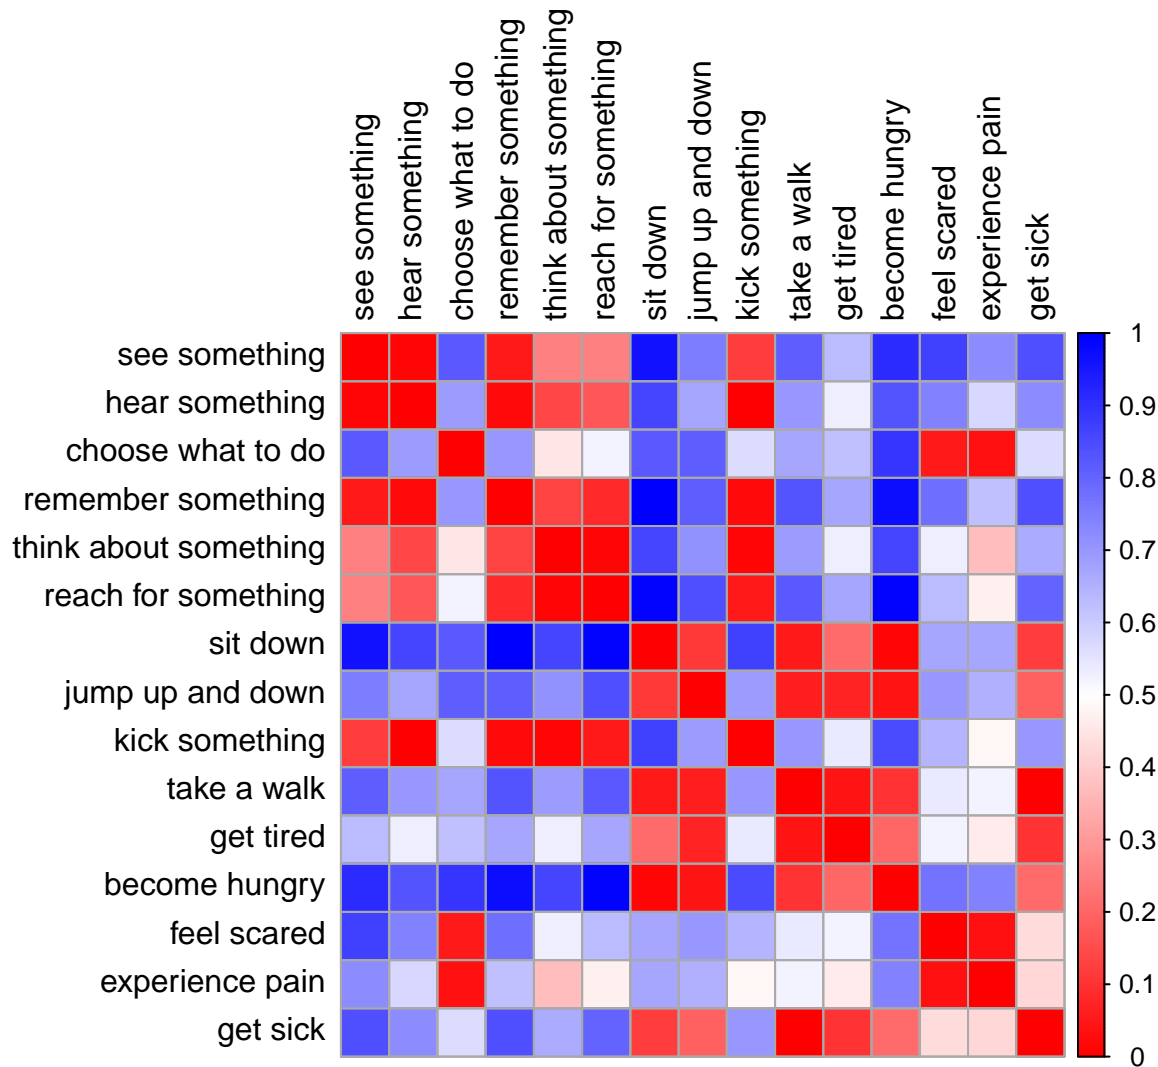 see something
hear something
choose what to do
remember something
think about something
reach for something
sit down
jump up and down
kick something
take a walk
get tired
become hungry
feel scared
experience pain
get sick
see something
hear something
choose what to do
remember something
think about something
reach for something
sit down
jump up and down
kick something
take a walk
get tired
become hungry
feel scared
experience pain
get sick
1
0.9
0.8
0.7
0.6
0.5
0.4
0.3
0.2
0.1
0